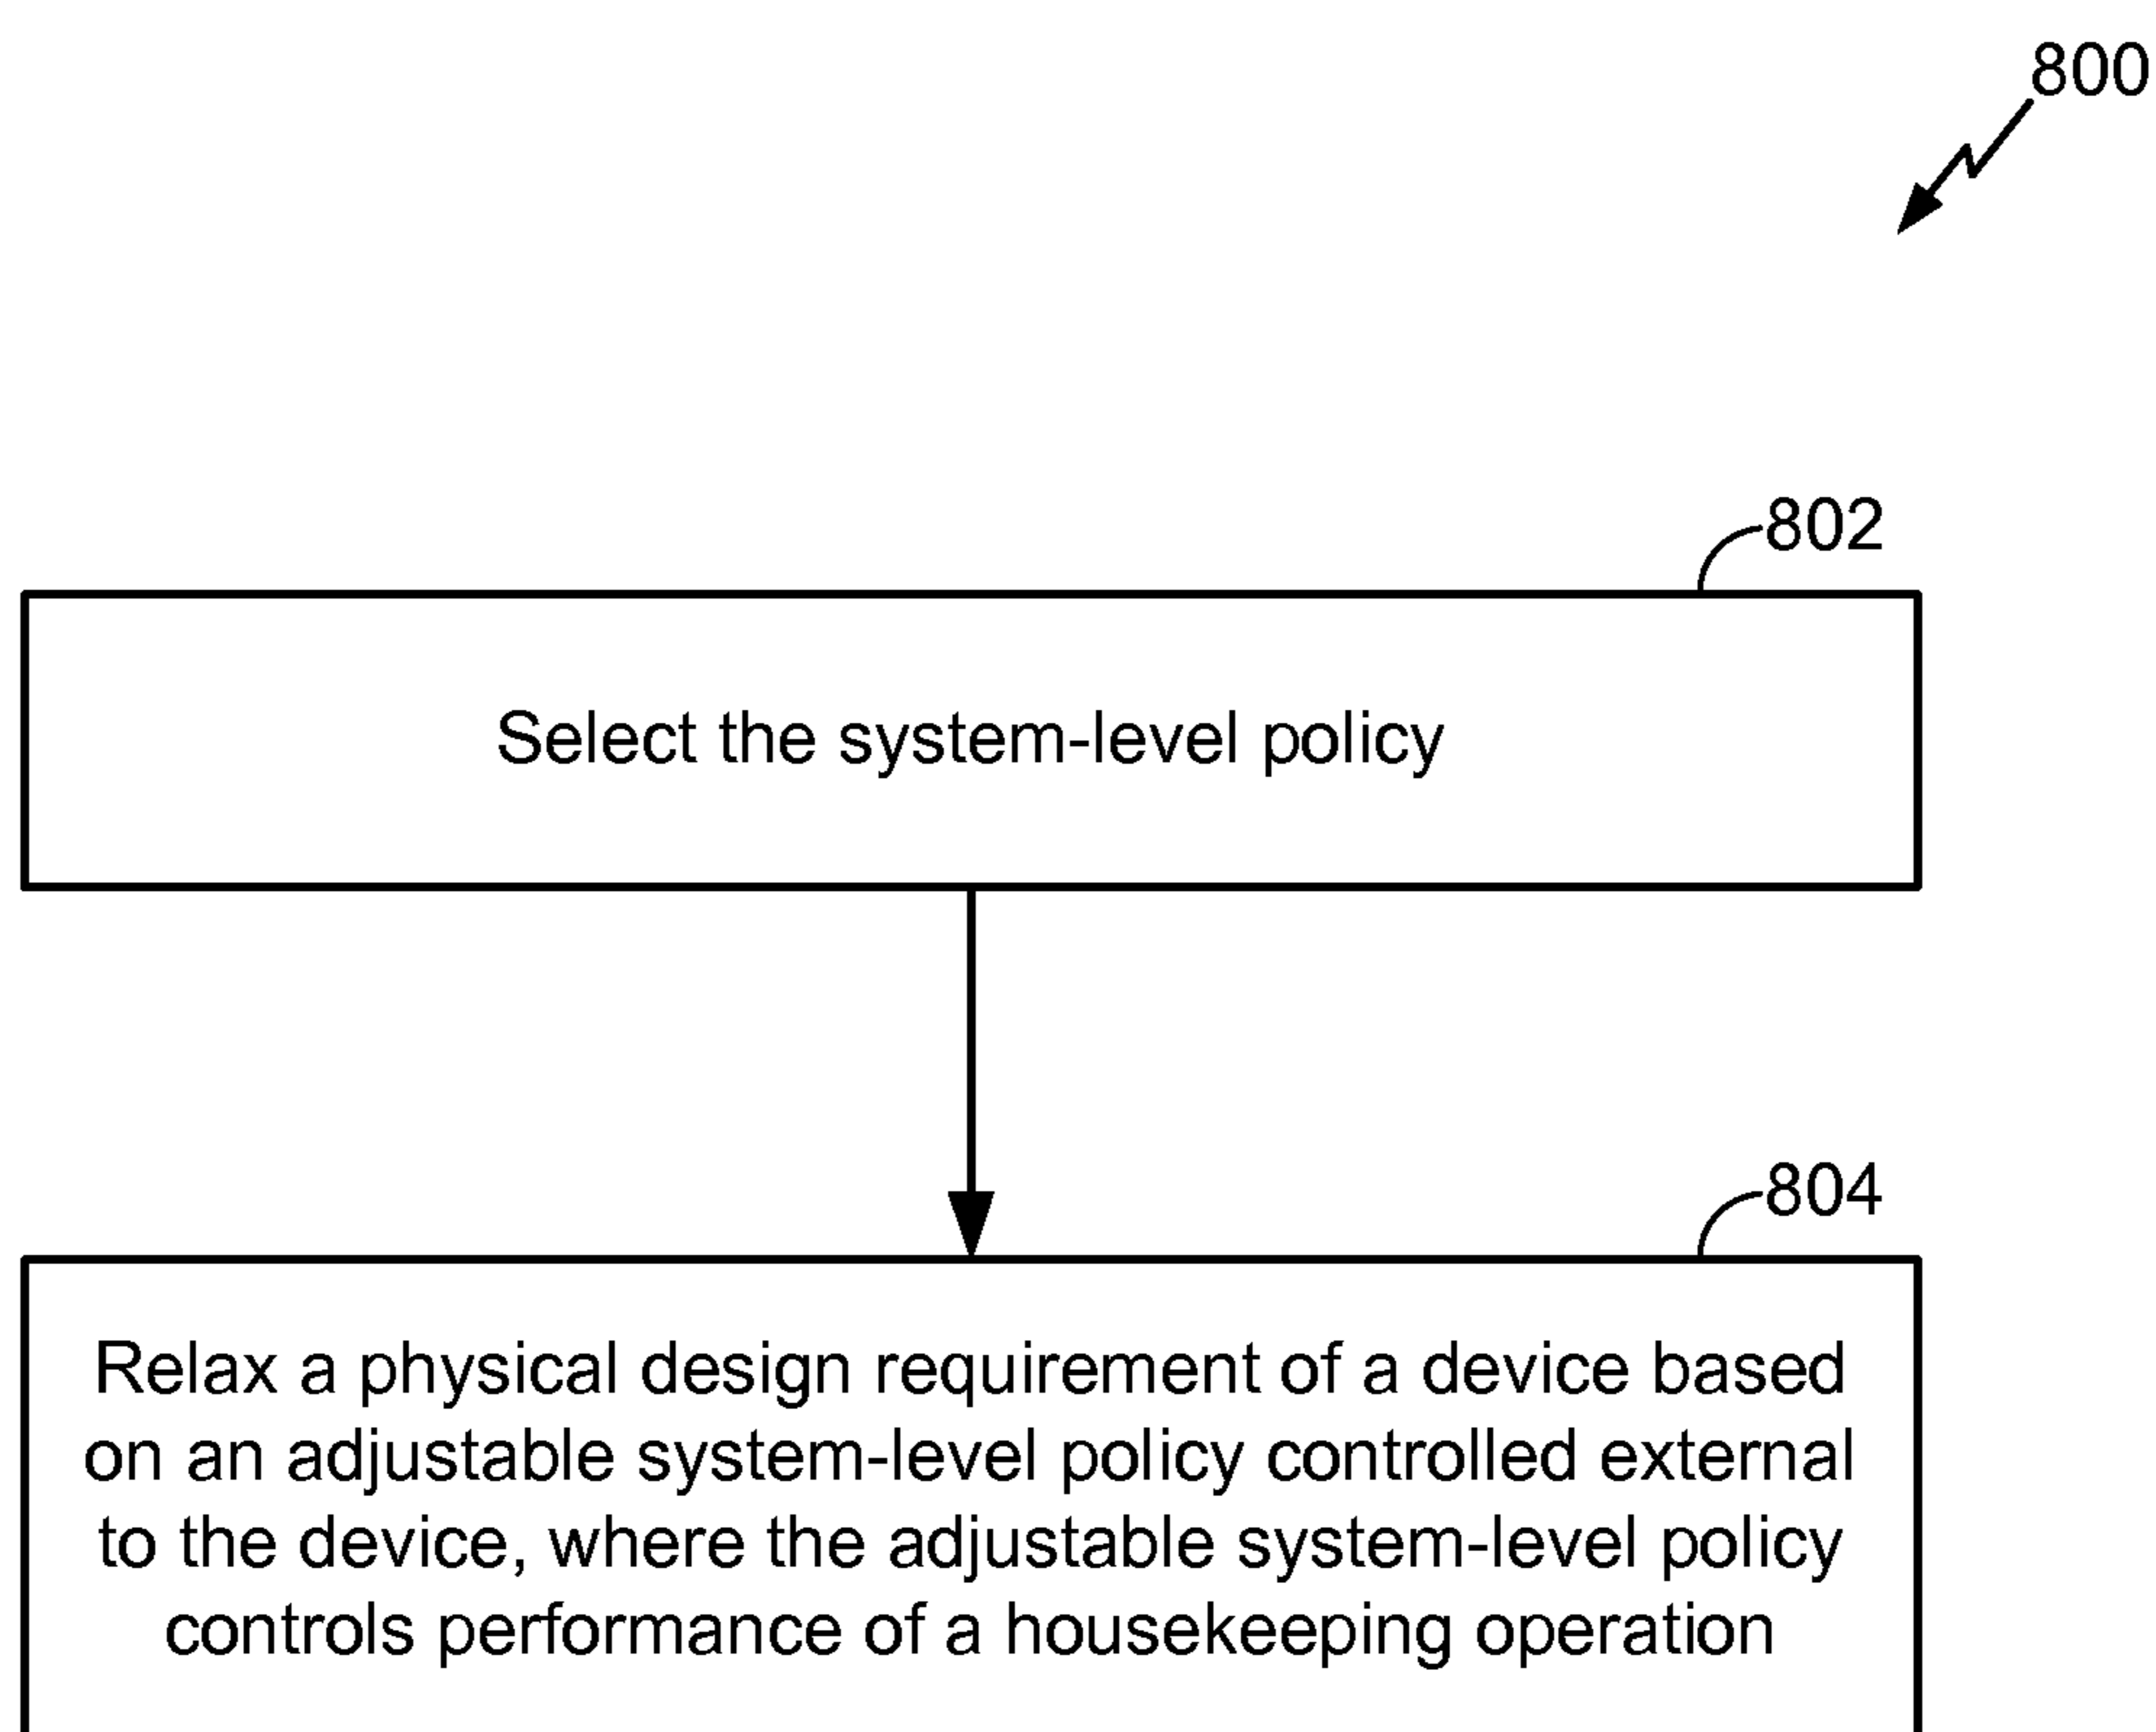 800
802
Select the system-level policy
804
Relax a physical design requirement of a device based
on an adjustable system-level policy controlled external
to the device, where the adjustable system-level policy
controls performance of a housekeeping operation